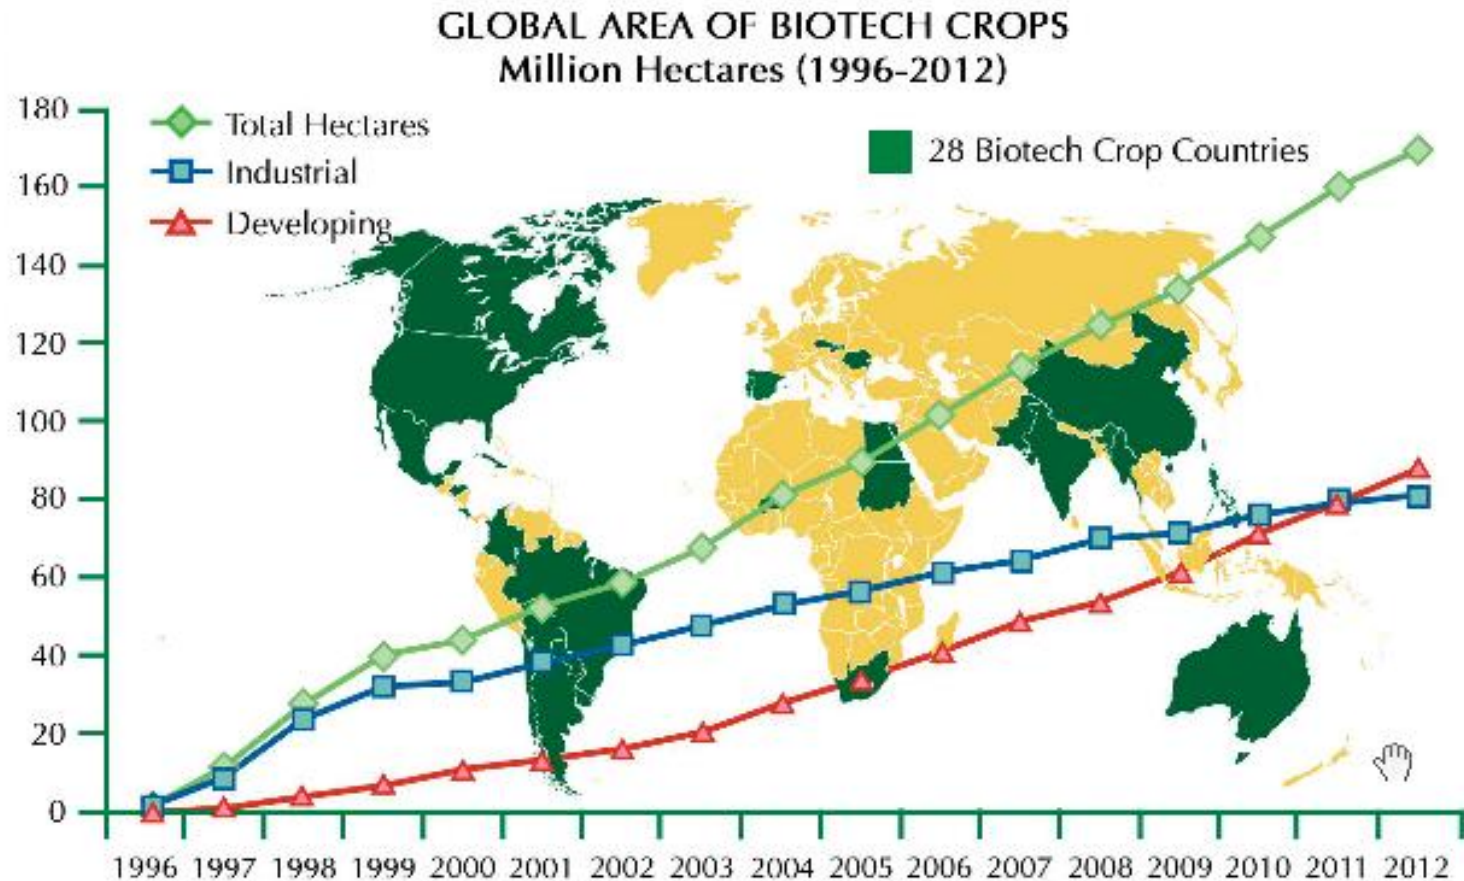 GLOBAL AREA OF BIOTECH CROPS
Million Hectares (1996-2012)
180
160
140
120
100
80
60
40
20
0
Total Hectares
Industrial
Developing
28 Biotech Crop Countries
1996 1997 1998 1999 2000 2001 2002 2003 2004 2005 2006 2007 2008 2009 2010 2011 2012